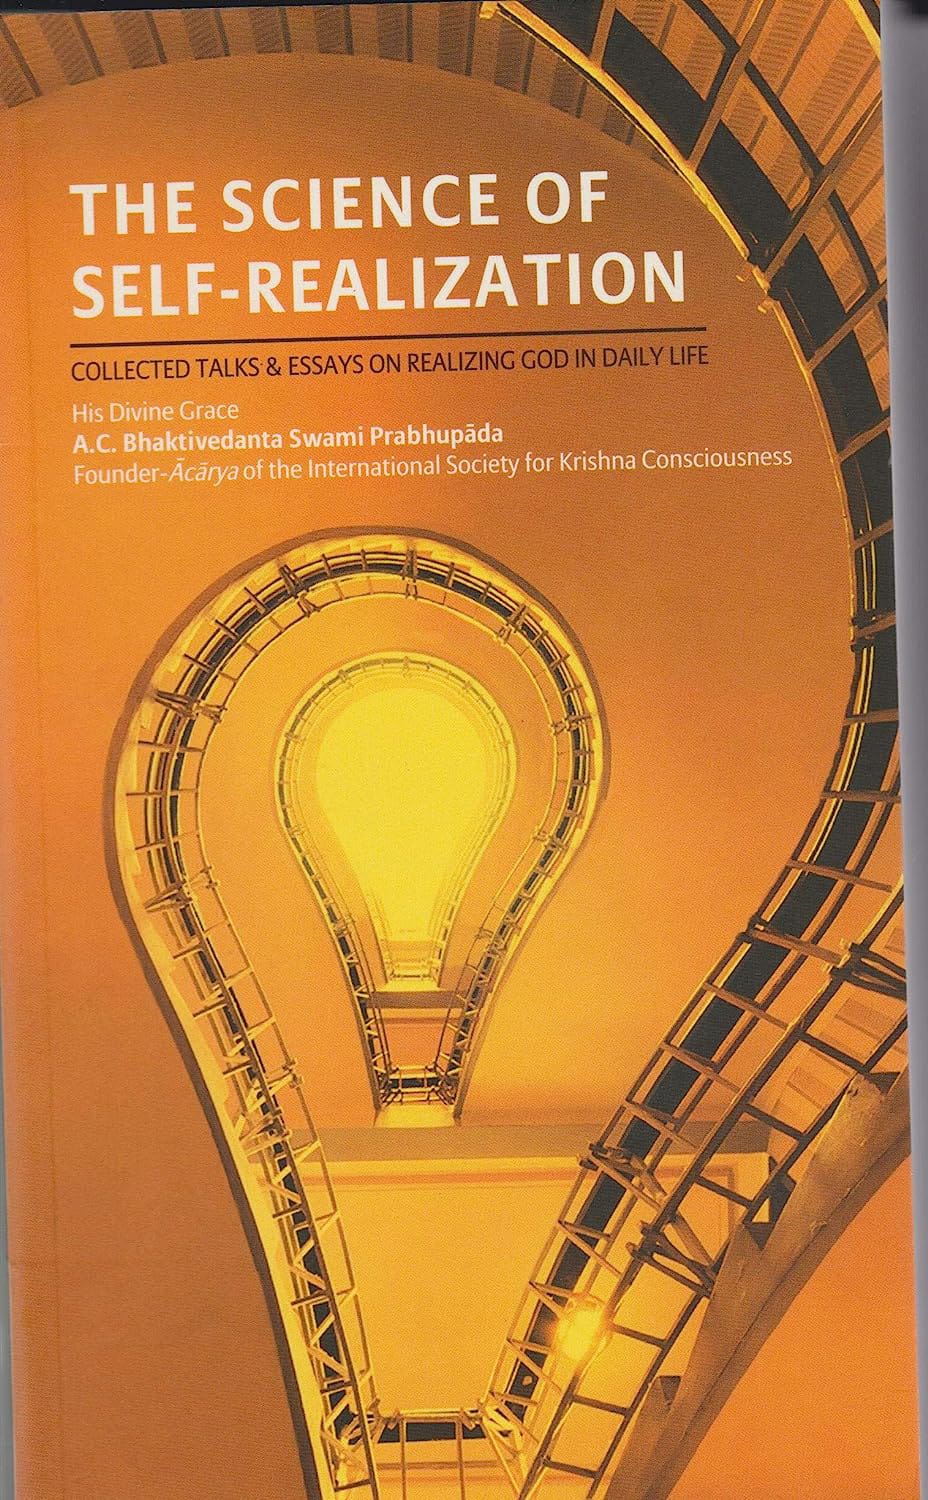 THE SCIENCE OF
SELF-REALIZATION
COLLECTED TALKS & ESSAYS ON REALIZING GOD IN DAILY LIFE
His Divine Grace
A.C. Bhaktivedanta Swami Prabhupāda
Founder-Ācārya of the International Society for Krishna Consciousness